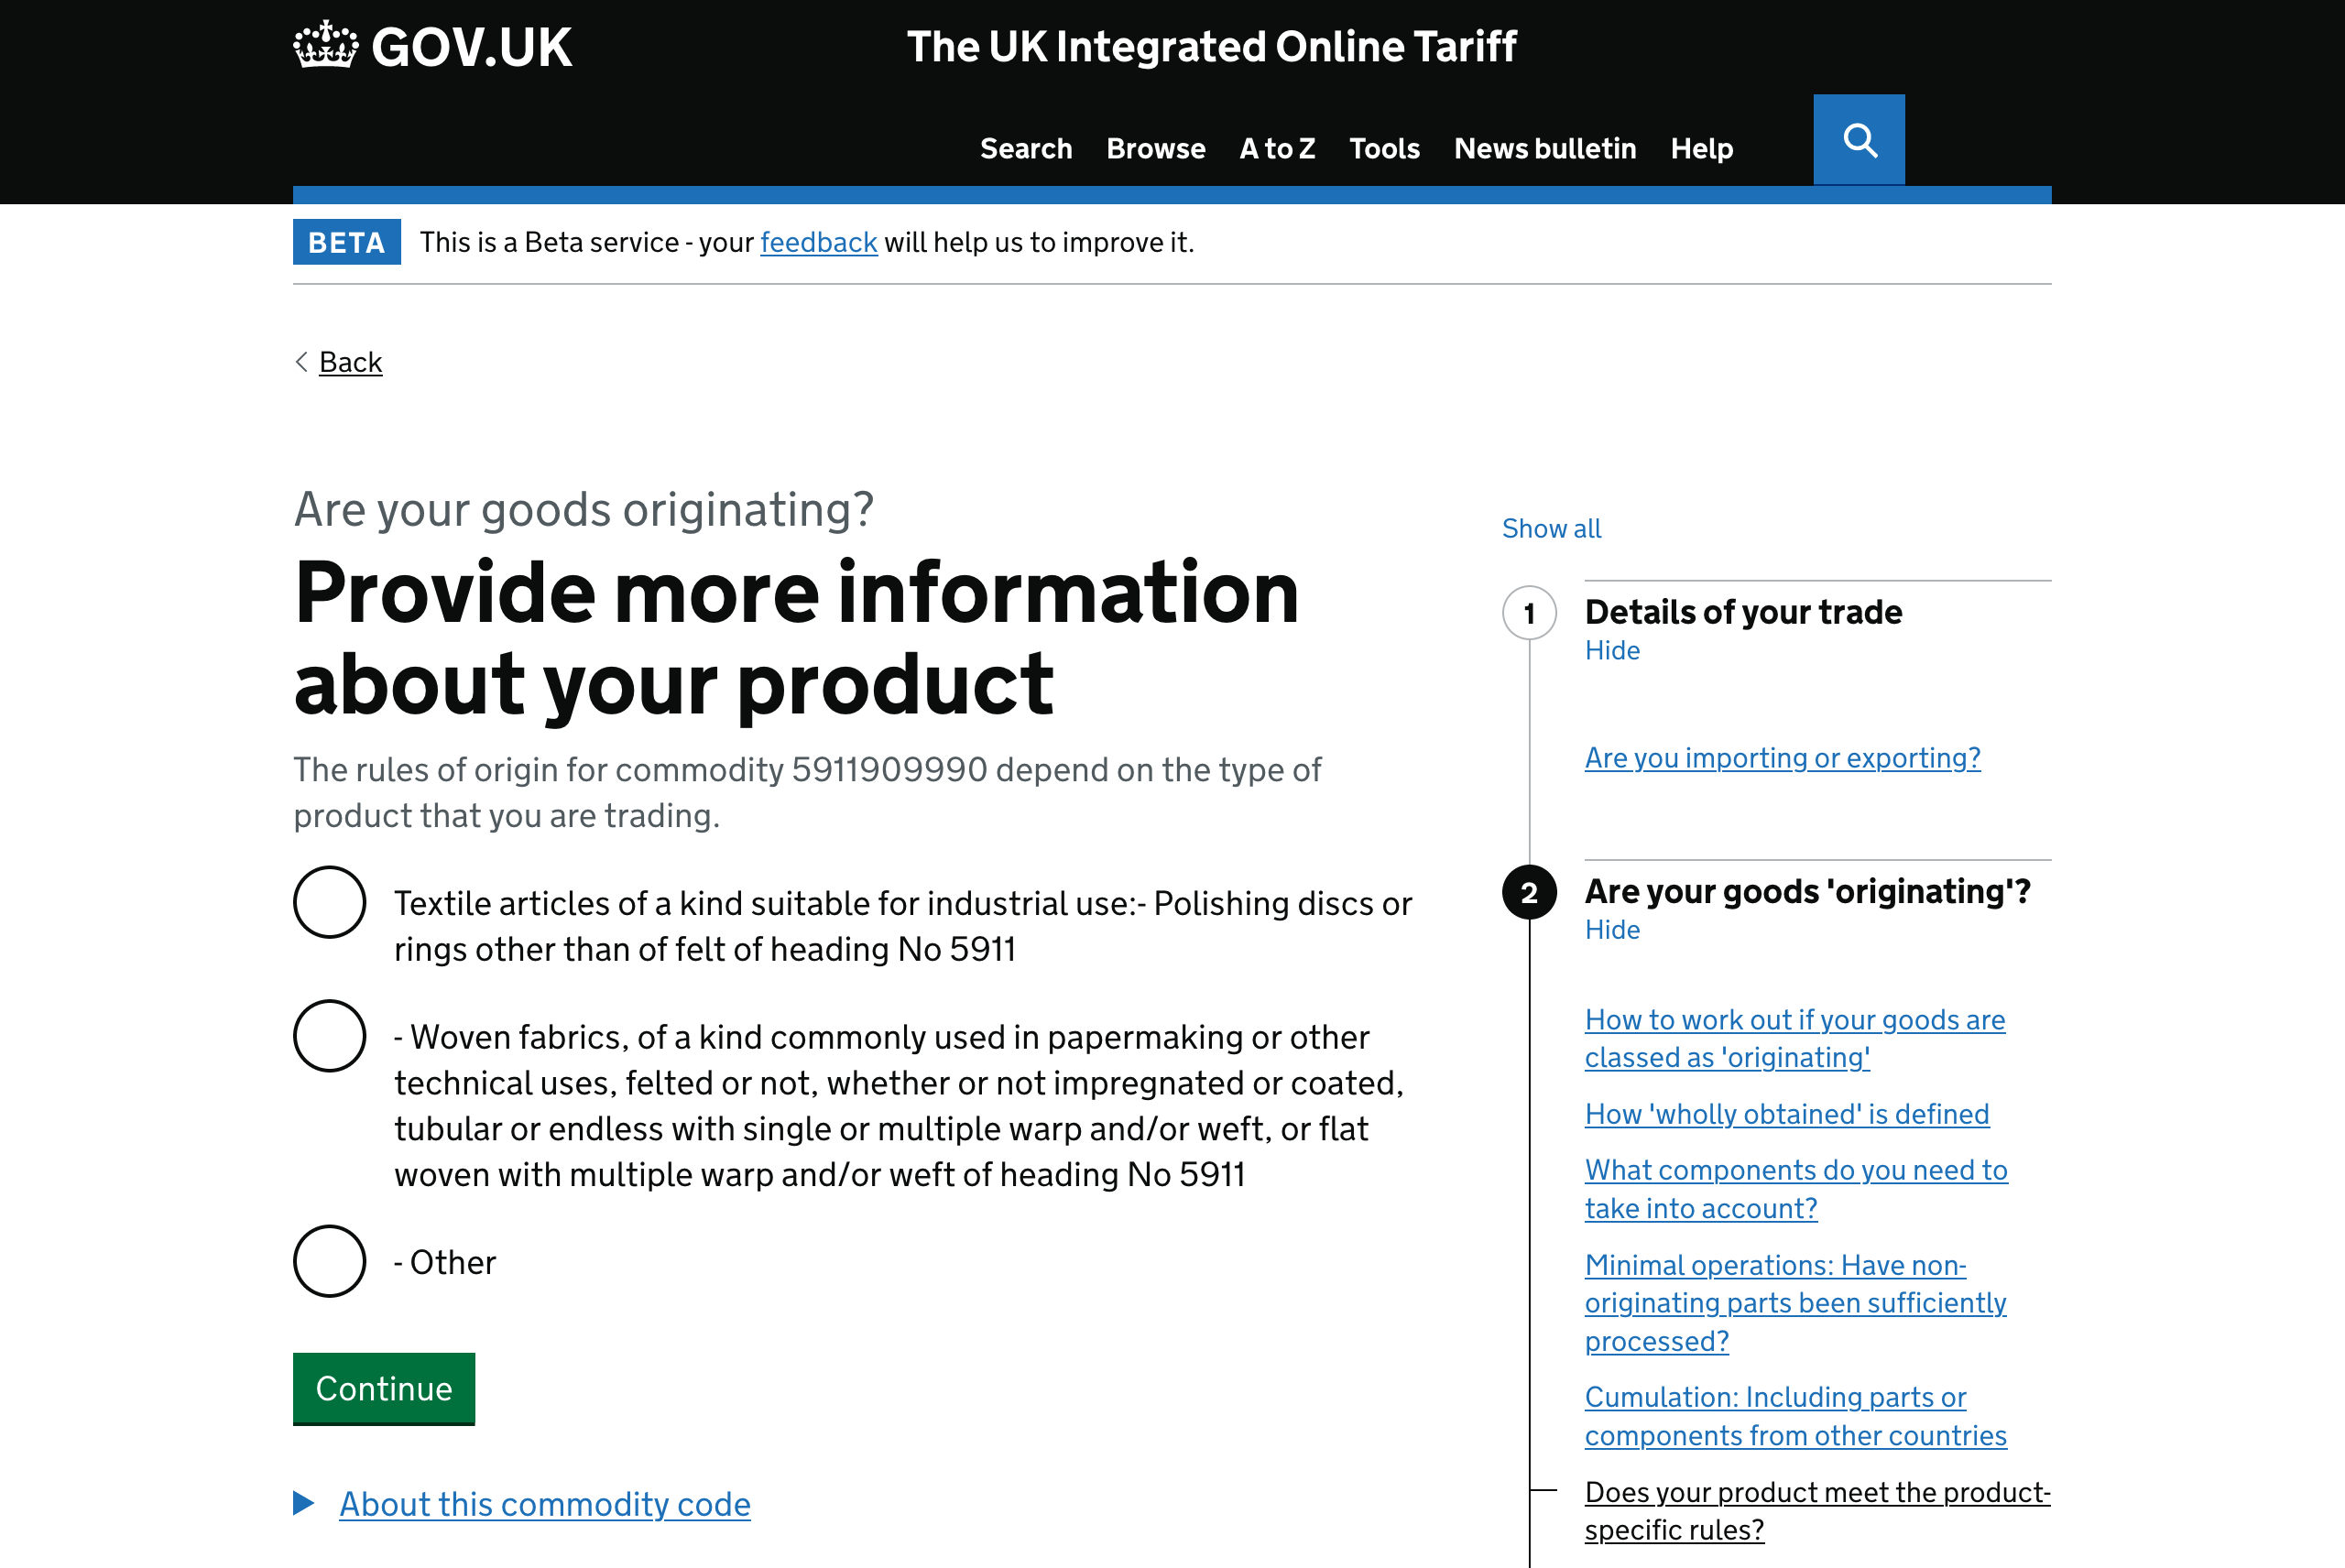 GOV.UK
The UK Integrated Online Tariff
Search Browse A to Z Tools News bulletin Help
BETA This is a Beta service - your feedback will help us to improve it.
Back
Are your goods originating?
Provide more information
about your product
The rules of origin for commodity 5911909990 depend on the type of
product that you are trading.
Textile articles of a kind suitable for industrial use:- Polishing discs or
rings other than of felt of heading No 5911
- Woven fabrics, of a kind commonly used in papermaking or other
technical uses, felted or not, whether or not impregnated or coated,
tubular or endless with single or multiple warp and/or weft, or flat
woven with multiple warp and/or weft of heading No 5911
- Other
Continue
About this commodity code
Show all
1 Details of your trade
Hide
Are you importing or exporting?
2 Are your goods 'originating'?
Hide
How to work out if your goods are
classed as 'originating'
How 'wholly obtained' is defined
What components do you need to
take into account?
Minimal operations: Have non-
originating parts been sufficiently
processed?
Cumulation: Including parts or
components from other countries
Does your product meet the product-
specific rules?